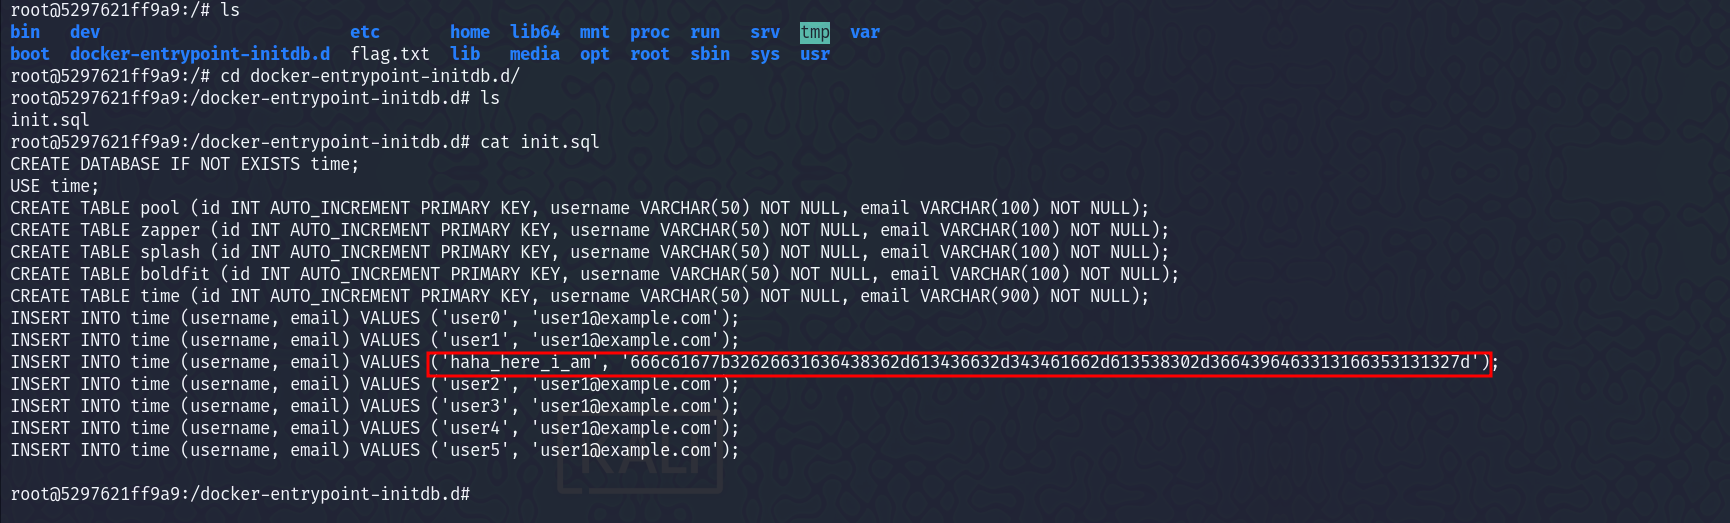 root@5297621ff9a9:/# ls
bin   dev                         etc       home  lib64  mnt  proc  run   srv  tmp  var
boot  docker-entrypoint-initdb.d  flag.txt  lib   media  opt  root  sbin  sys  usr
root@5297621ff9a9:/# cd docker-entrypoint-initdb.d/
root@5297621ff9a9:/docker-entrypoint-initdb.d# ls
init.sql
root@5297621ff9a9:/docker-entrypoint-initdb.d# cat init.sql
CREATE DATABASE IF NOT EXISTS time;
USE time;
CREATE TABLE pool (id INT AUTO_INCREMENT PRIMARY KEY, username VARCHAR(50) NOT NULL, email VARCHAR(100) NOT NULL);
CREATE TABLE zapper (id INT AUTO_INCREMENT PRIMARY KEY, username VARCHAR(50) NOT NULL, email VARCHAR(100) NOT NULL);
CREATE TABLE splash (id INT AUTO_INCREMENT PRIMARY KEY, username VARCHAR(50) NOT NULL, email VARCHAR(100) NOT NULL);
CREATE TABLE boldfit (id INT AUTO_INCREMENT PRIMARY KEY, username VARCHAR(50) NOT NULL, email VARCHAR(100) NOT NULL);
CREATE TABLE time (id INT AUTO_INCREMENT PRIMARY KEY, username VARCHAR(50) NOT NULL, email VARCHAR(900) NOT NULL);
INSERT INTO time (username, email) VALUES ('user0', 'user1@example.com');
INSERT INTO time (username, email) VALUES ('user1', 'user1@example.com');
INSERT INTO time (username, email) VALUES ('haha_here_i_am', '666c61677b32626631636438362d613436632d343461662d613538302d3664396463313166353131327d');
INSERT INTO time (username, email) VALUES ('user2', 'user1@example.com');
INSERT INTO time (username, email) VALUES ('user3', 'user1@example.com');
INSERT INTO time (username, email) VALUES ('user4', 'user1@example.com');
INSERT INTO time (username, email) VALUES ('user5', 'user1@example.com');
KALI
root@5297621ff9a9:/docker-entrypoint-initdb.d#